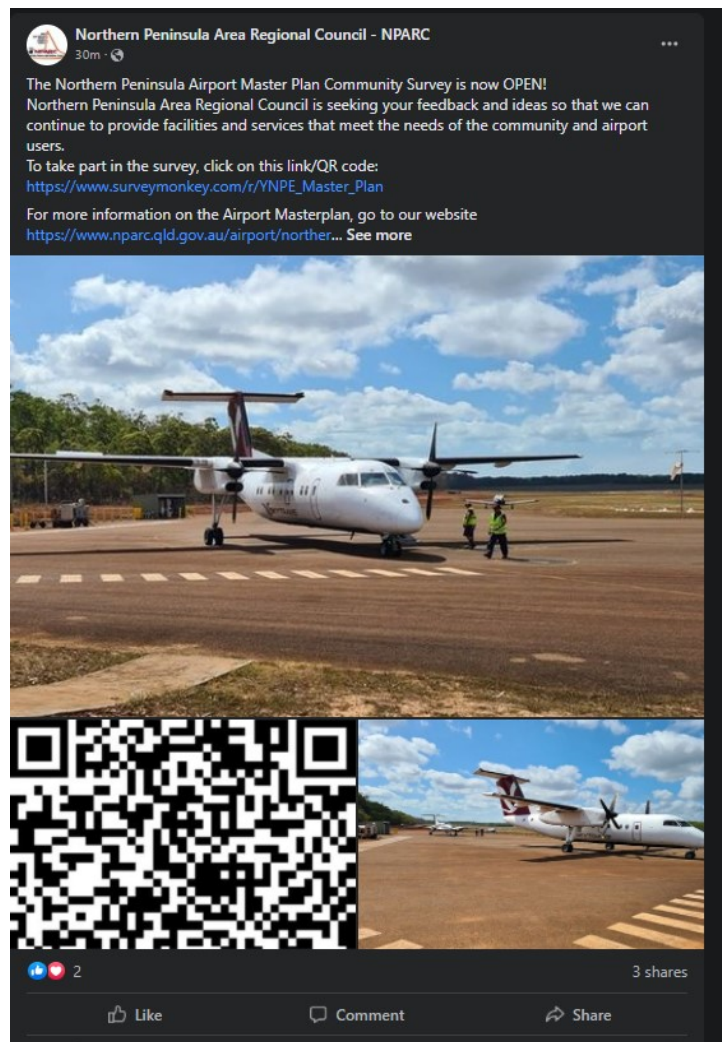 Northern Peninsula Area Regional Council - NPARC
30m ·
The Northern Peninsula Airport Master Plan Community Survey is now OPEN!
Northern Peninsula Area Regional Council is seeking your feedback and ideas so that we can
continue to provide facilities and services that meet the needs of the community and airport
users.
To take part in the survey, click on this link/QR code:
https://www.surveymonkey.com/r/YNPE_Master_Plan
For more information on the Airport Masterplan, go to our website
https://www.nparc.qld.gov.au/airport/norther... See more
2
3 shares
Like
Comment
Share